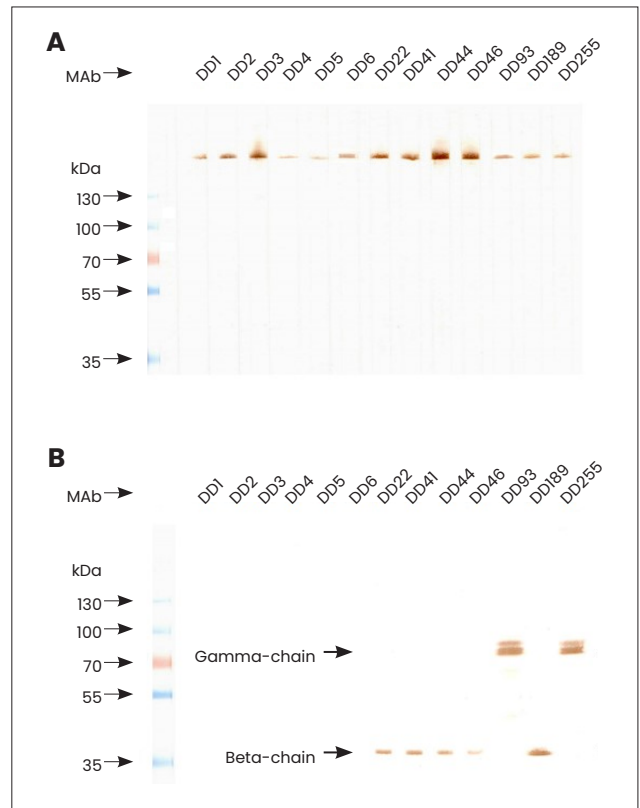 A
MAb DD1 DD2 DD3 DD4 DD5 DD6 DD22 DD41 DD44 DD46 DD93 DD189 DD255
kDa
130
100
70
55
35
B
MAb DD1 DD2 DD3 DD4 DD5 DD6 DD22 DD41 DD44 DD46 DD93 DD189 DD255
kDa
130
100
Gamma-chain
70
55
Beta-chain
35